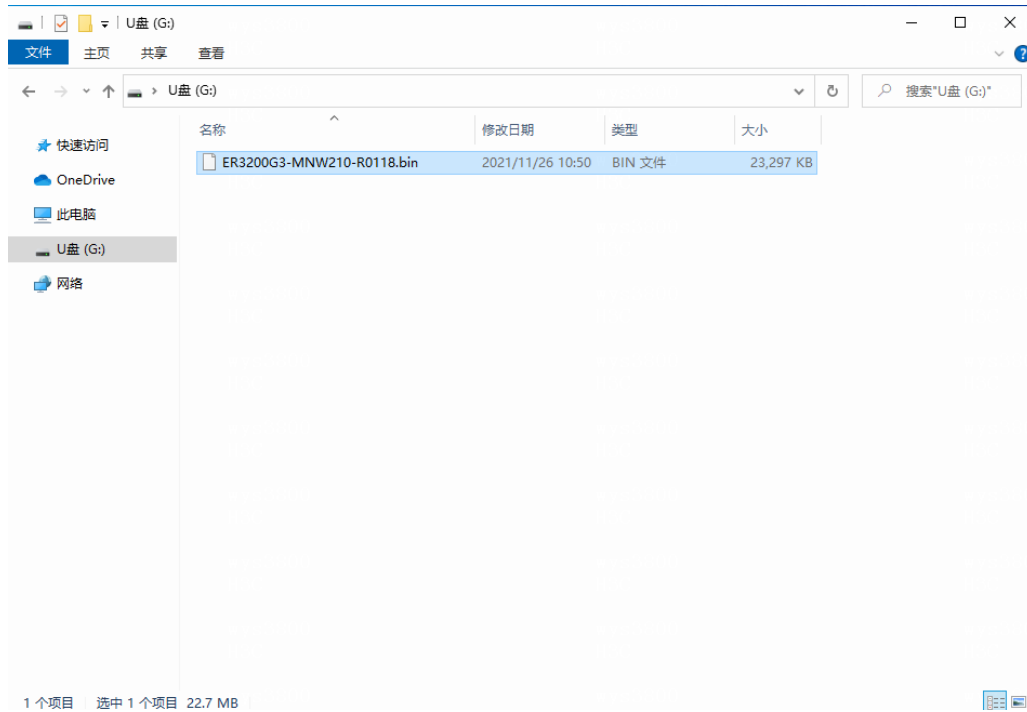 U盘 (G:)
文件 主页 共享 查看
U盘 (G:) 搜索"U盘 (G:)"
名称 修改日期 类型 大小
快速访问
ER3200G3-MNW210-R0118.bin 2021/11/26 10:50 BIN 文件 23,297 KB
OneDrive
此电脑
U盘 (G:)
网络
1 个项目 选中 1 个项目 22.7 MB